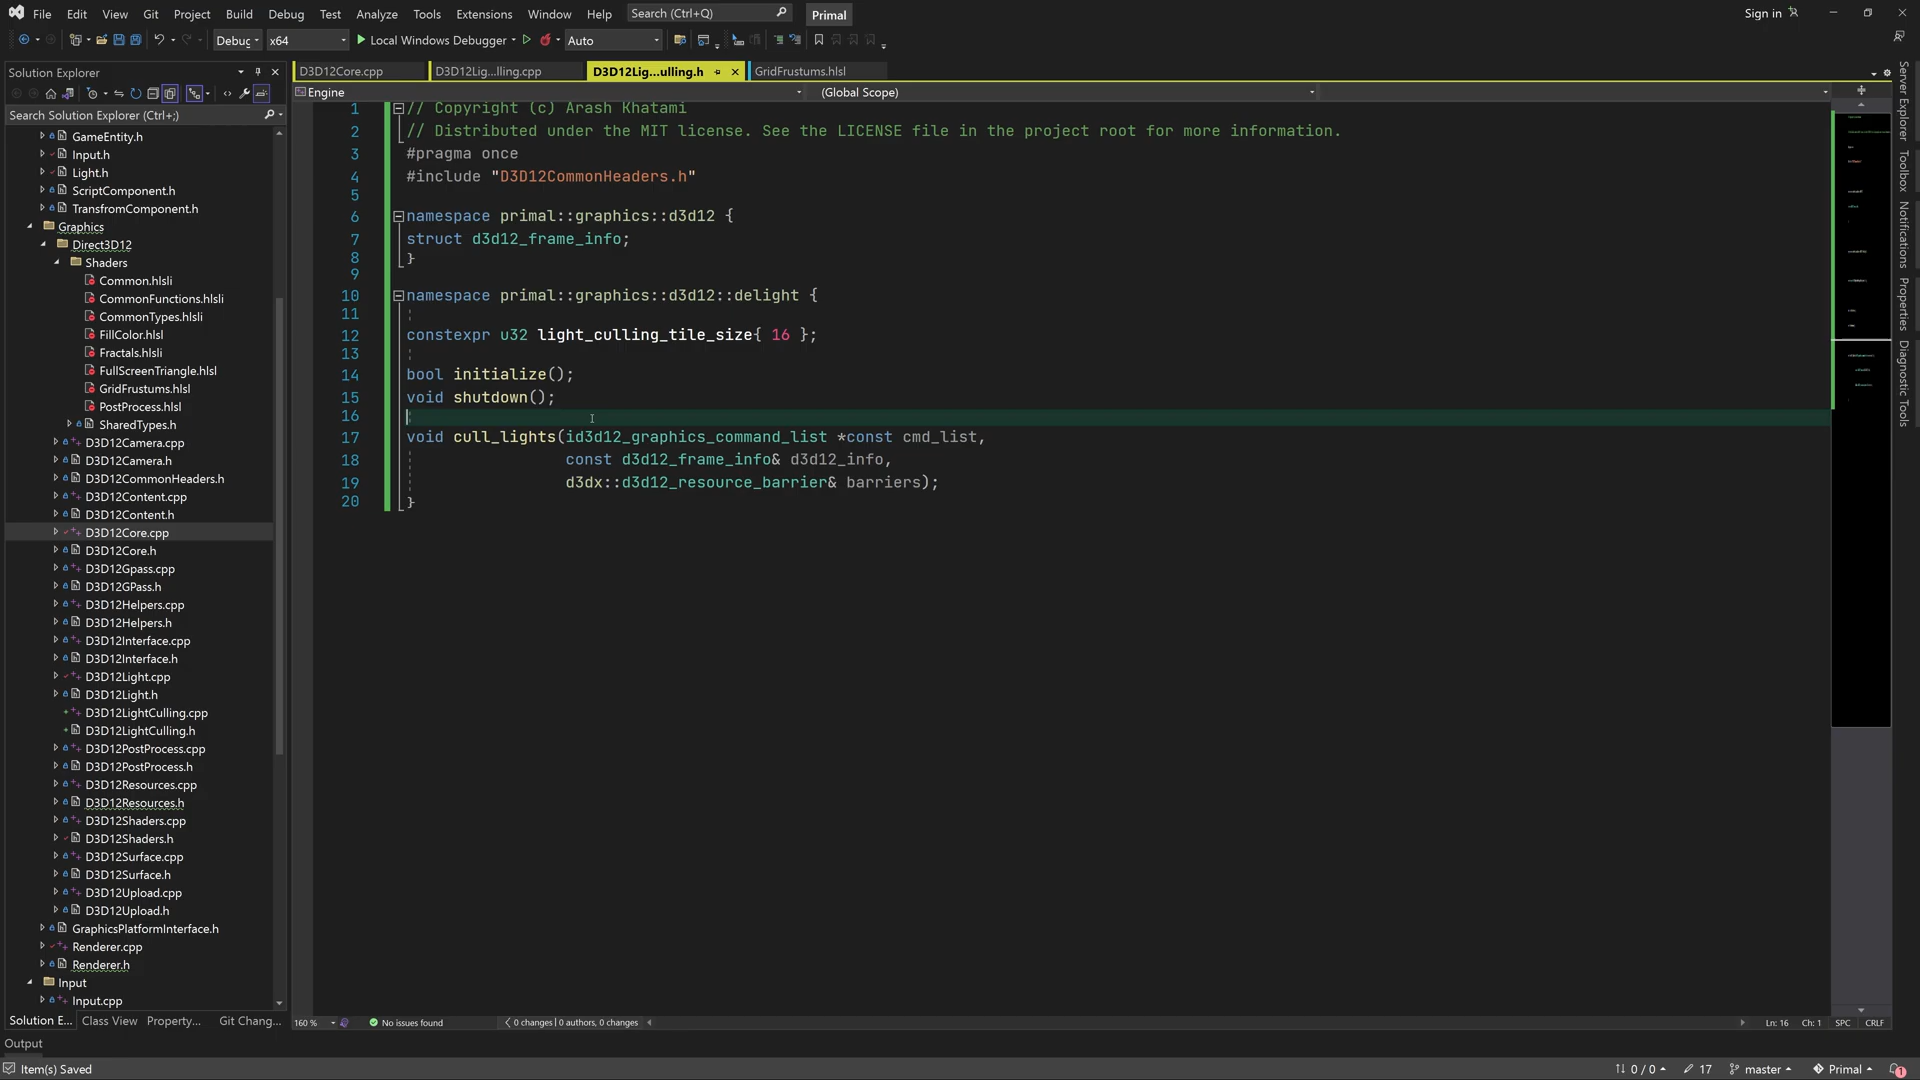 File Edit View Git Project Build Debug Test Analyze Tools Extensions Window Help Search (Ctrl+Q) Primal Sign in
Debug x64 Local Windows Debugger Auto
Solution Explorer
Search Solution Explorer (Ctrl+;)
GameEntity.h
Input.h
Light.h
ScriptComponent.h
TransfromComponent.h
Graphics
Direct3D12
Shaders
Common.hlsli
CommonFunctions.hlsli
CommonTypes.hlsli
FillColor.hlsl
Fractals.hlsli
FullScreenTriangle.hlsl
GridFrustums.hlsl
PostProcess.hlsl
SharedTypes.h
D3D12Camera.cpp
D3D12Camera.h
D3D12CommonHeaders.h
D3D12Content.cpp
D3D12Content.h
D3D12Core.cpp
D3D12Core.h
D3D12Gpass.cpp
D3D12GPass.h
D3D12Helpers.cpp
D3D12Helpers.h
D3D12Interface.cpp
D3D12Interface.h
D3D12Light.cpp
D3D12Light.h
D3D12LightCulling.cpp
D3D12LightCulling.h
D3D12PostProcess.cpp
D3D12PostProcess.h
D3D12Resources.cpp
D3D12Resources.h
D3D12Shaders.cpp
D3D12Shaders.h
D3D12Surface.cpp
D3D12Surface.h
D3D12Upload.cpp
D3D12Upload.h
GraphicsPlatformInterface.h
Renderer.cpp
Renderer.h
Input
Input.cpp
Solution E... Class View Property... Git Chang...
D3D12Core.cpp D3D12Lig...lling.cpp D3D12Lig...ulling.h GridFrustums.hlsl
Engine (Global Scope)
1 // Copyright (c) Arash Khatami
2 // Distributed under the MIT license. See the LICENSE file in the project root for more information.
3 #pragma once
4 #include "D3D12CommonHeaders.h"
5
6 namespace primal::graphics::d3d12 {
7 struct d3d12_frame_info;
8 }
9
10 namespace primal::graphics::d3d12::delight {
11
12 constexpr u32 light_culling_tile_size{ 16 };
13
14 bool initialize();
15 void shutdown();
16
17 void cull_lights(id3d12_graphics_command_list *const cmd_list,
18 const d3d12_frame_info& d3d12_info,
19 d3dx::d3d12_resource_barrier& barriers);
20 }
160 % No issues found 0 changes | 0 authors, 0 changes Ln: 16 Ch: 1 SPC CRLF
Server Explorer
Toolbox
Notifications
Properties
Diagnostic Tools
Output
Item(s) Saved 0 / 0 17 master Primal 1